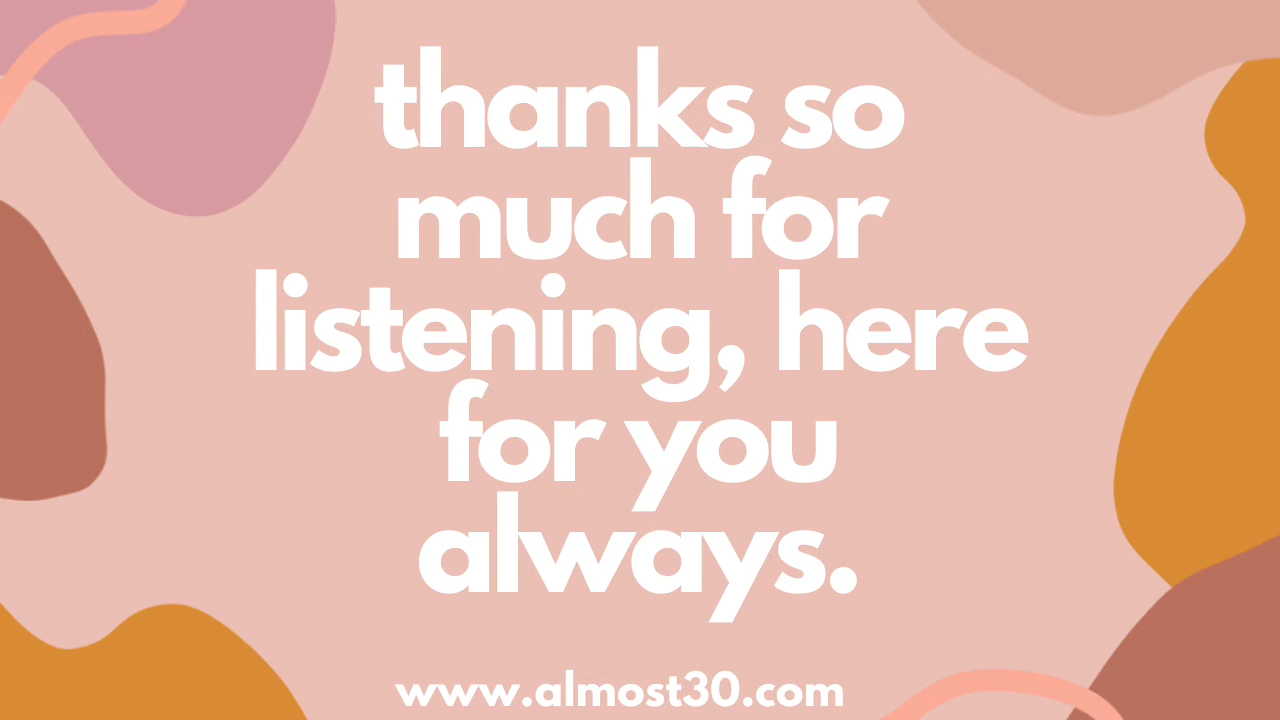 thanks so
much for
listening, here
for you
always.
www.almost30.com